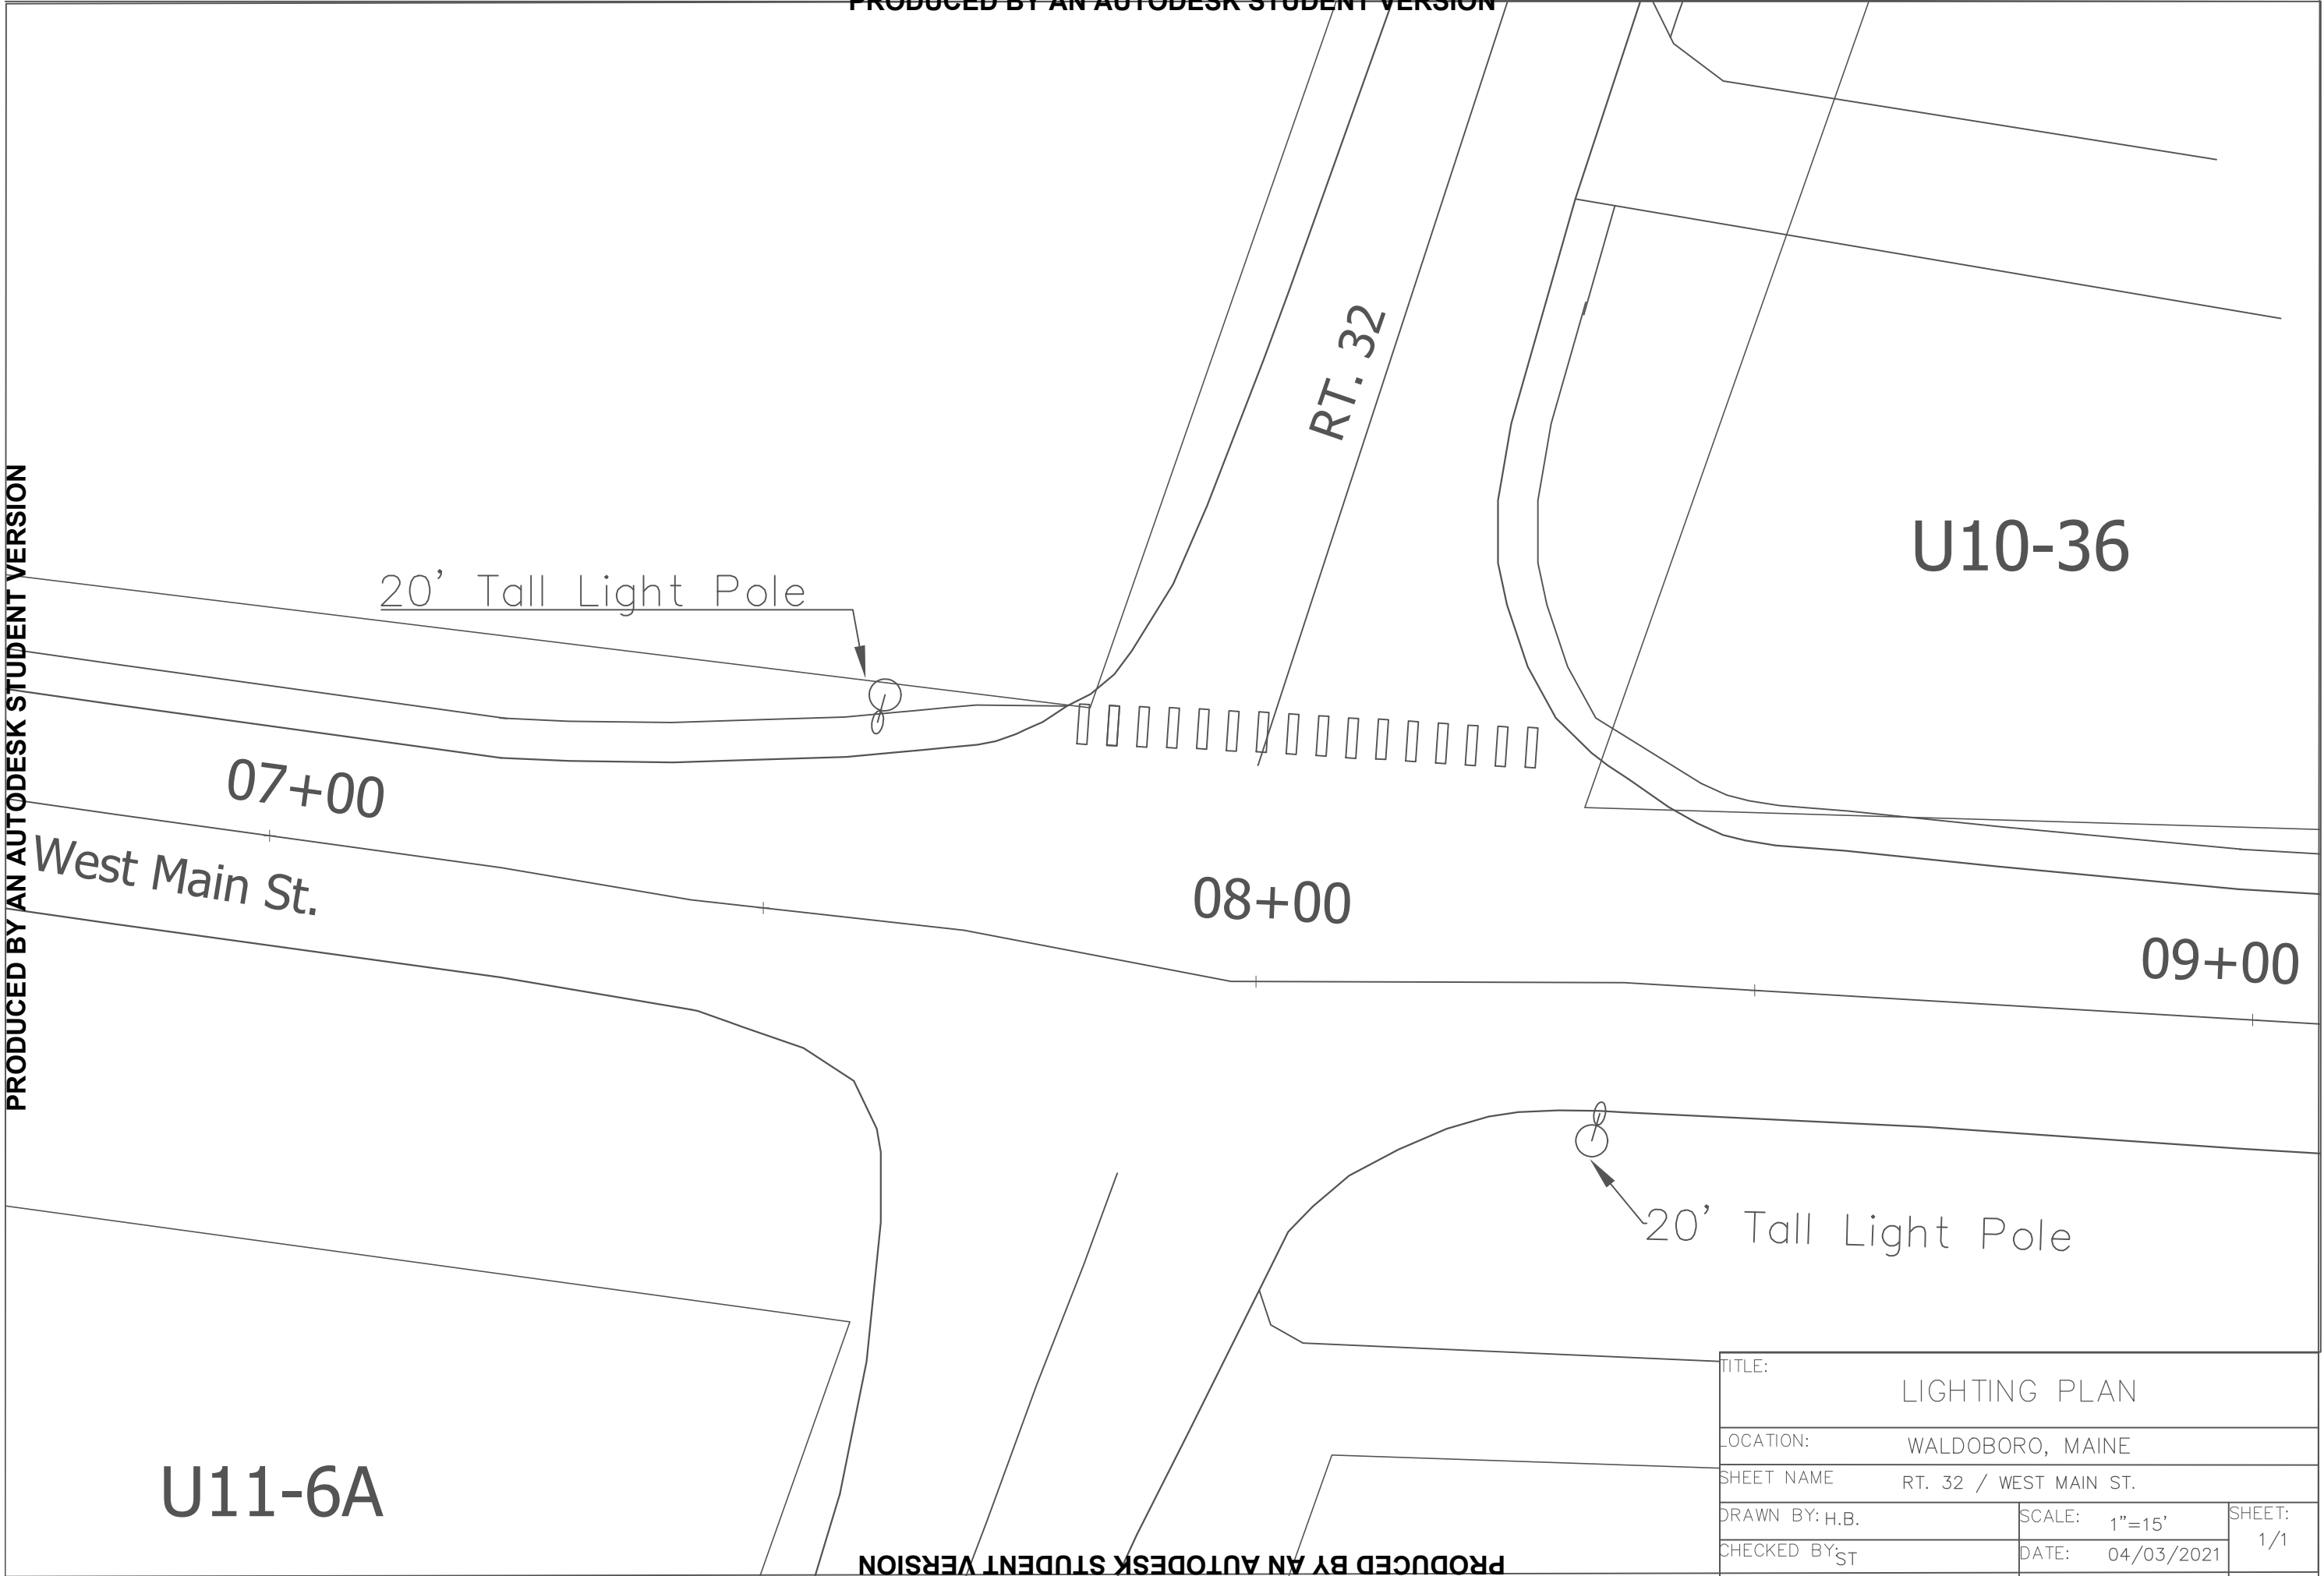 PRODUCED BY AN AUTODESK STUDENT VERSION
PRODUCED BY AN AUTODESK STUDENT VERSION
RT. 32
U10-36
20' Tall Light Pole
07+00
West Main St.
08+00
09+00
20' Tall Light Pole
U11-6A
TITLE:
LIGHTING PLAN
LOCATION: WALDOBORO, MAINE
SHEET NAME RT. 32 / WEST MAIN ST.
DRAWN BY: H.B. SCALE: 1"=15' SHEET:
1/1
CHECKED BY: ST DATE: 04/03/2021
PRODUCED BY AN AUTODESK STUDENT VERSION